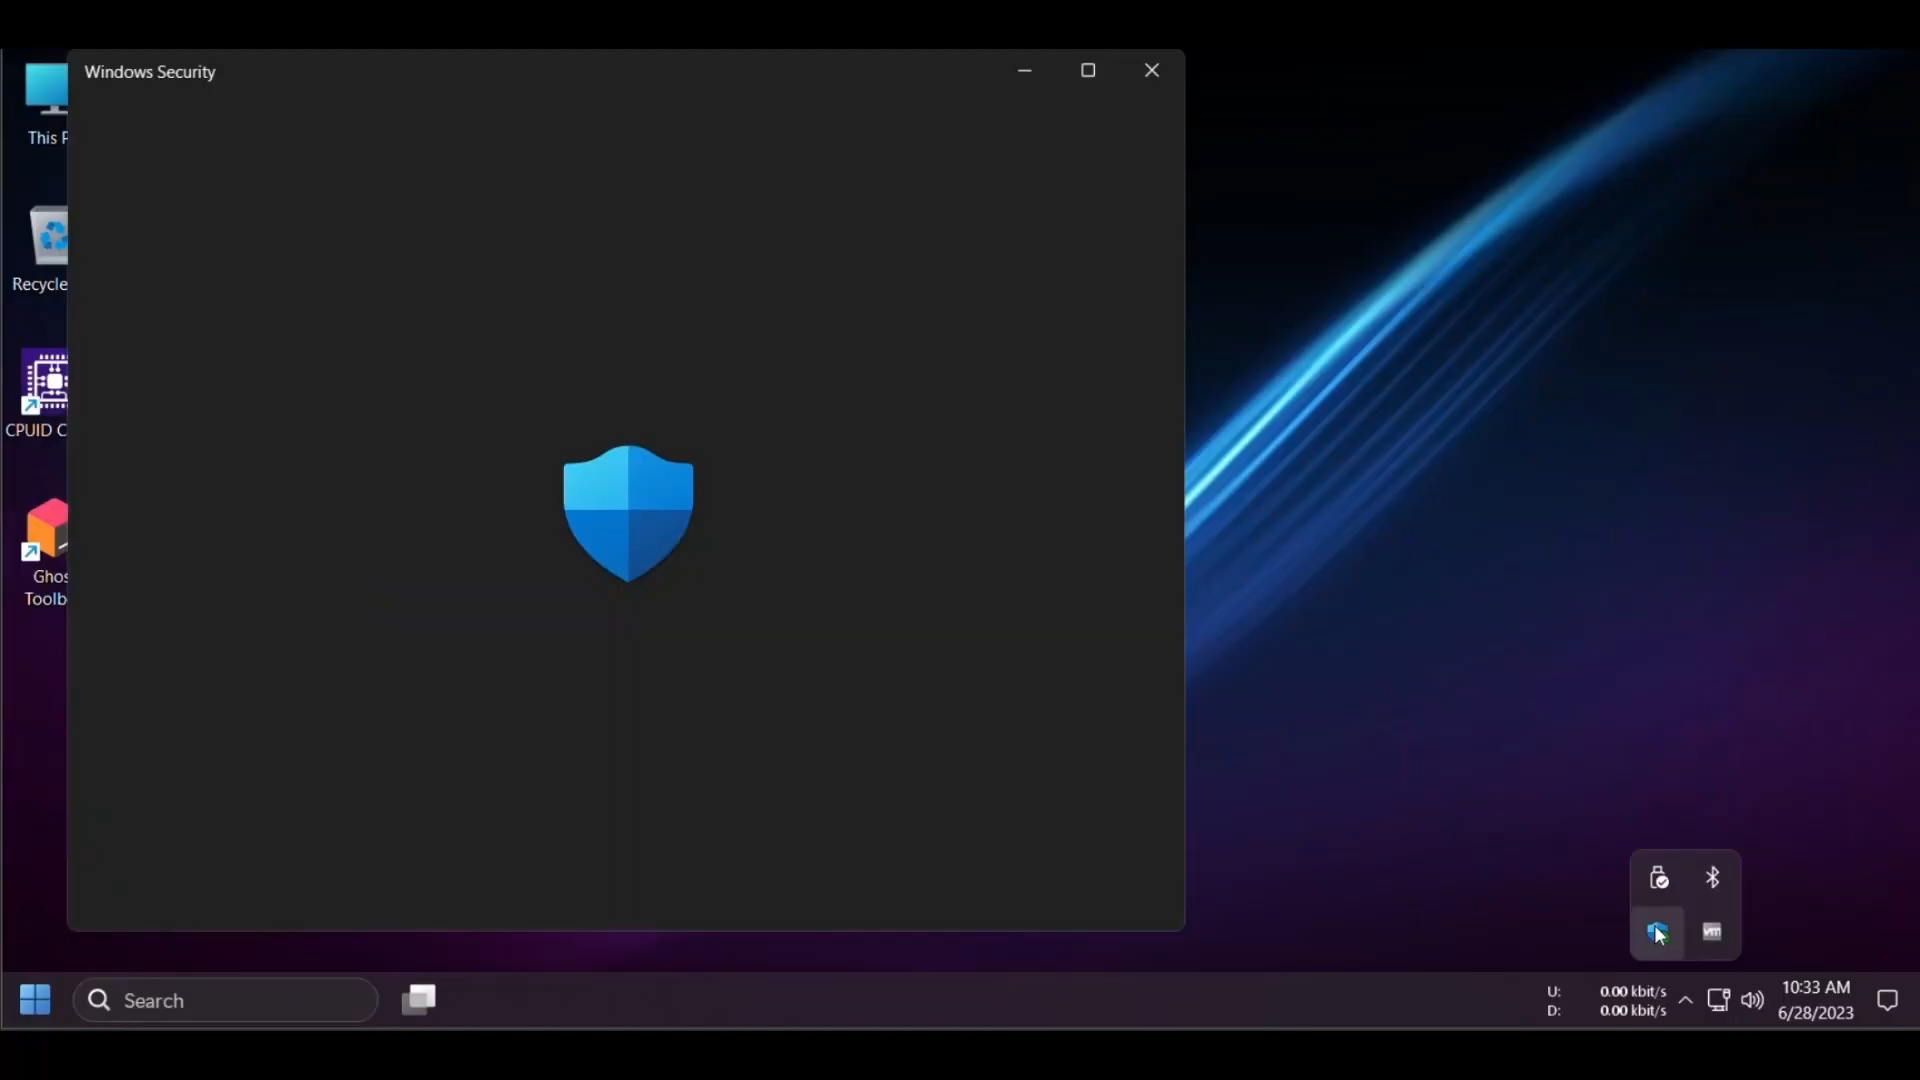 Windows Security
This P
Recycle
CPUID C
Ghos
Toolb
vm
Search
U: 0.00 kbit/s
D: 0.00 kbit/s
10:33 AM
6/28/2023